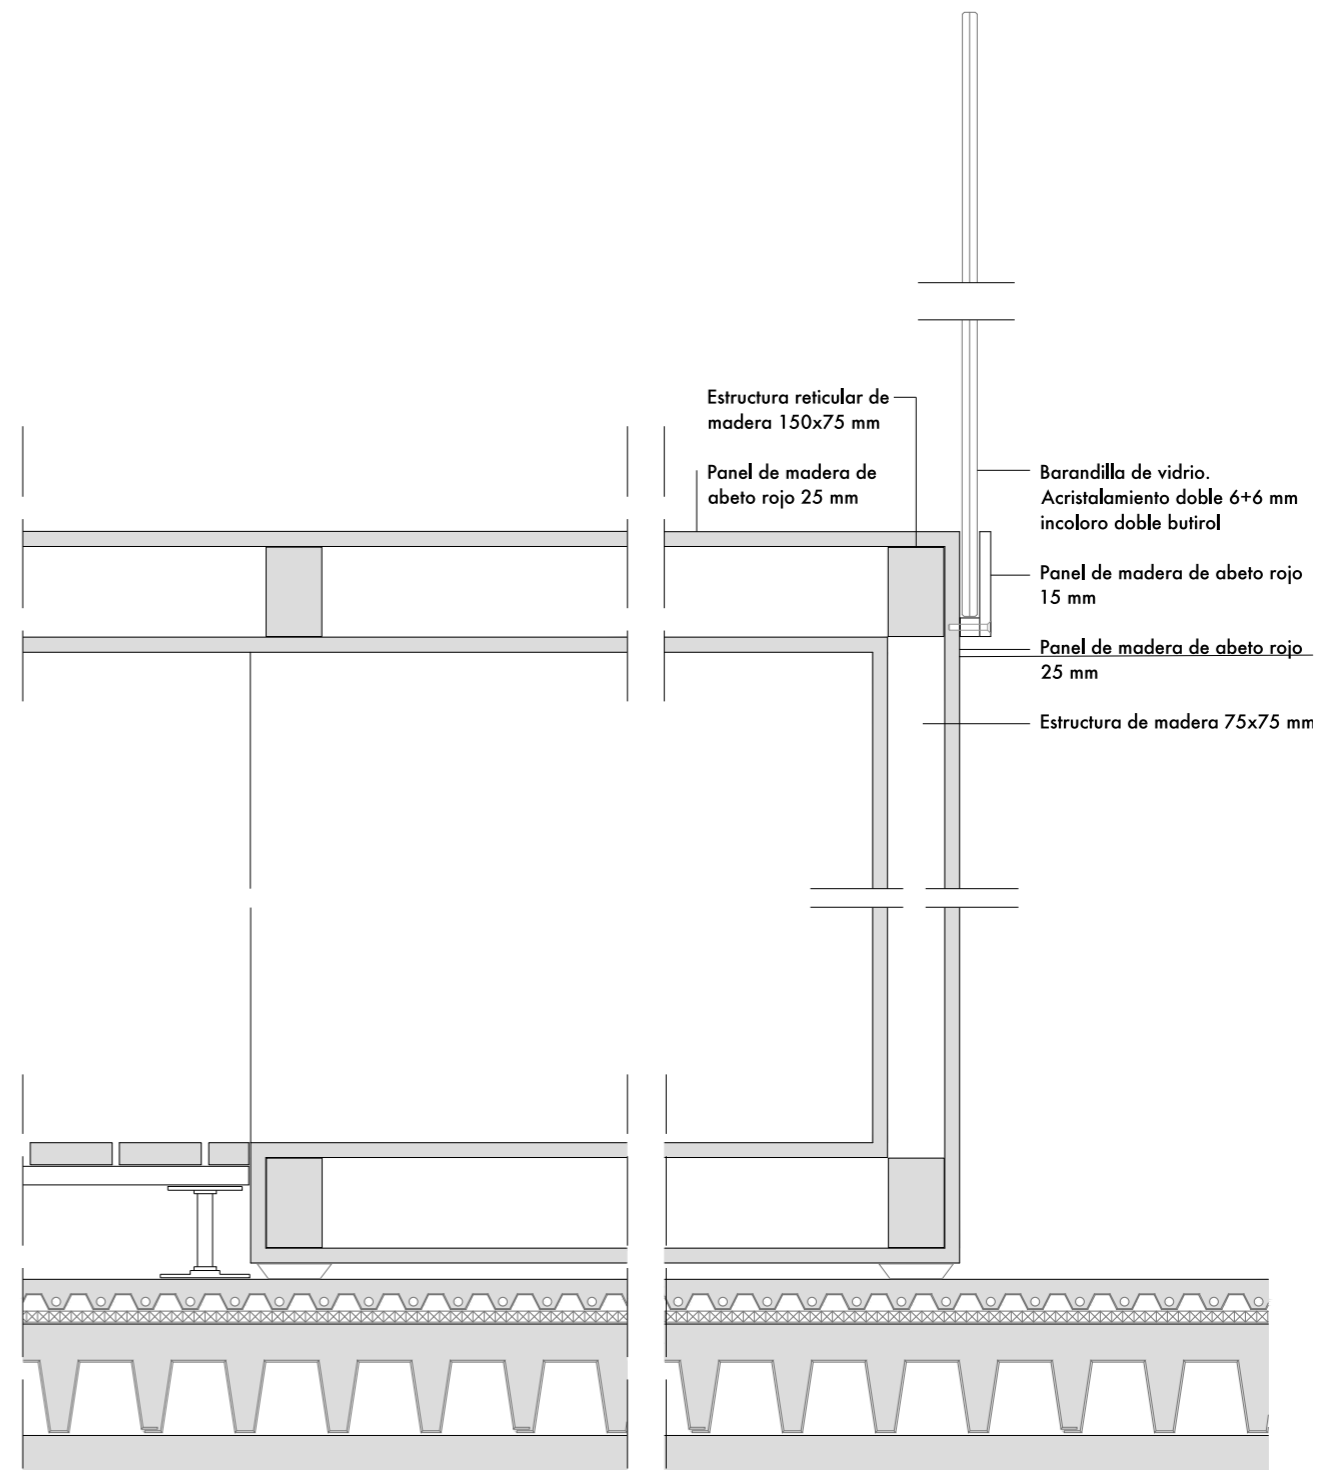 Estructura reticular de
madera 150x75 mm
Panel de madera de
abeto rojo 25 mm
Barandilla de vidrio.
Acristalamiento doble 6+6 mm
incoloro doble butirol
Panel de madera de abeto rojo
15 mm
Panel de madera de abeto rojo
25 mm
Estructura de madera 75x75 mm